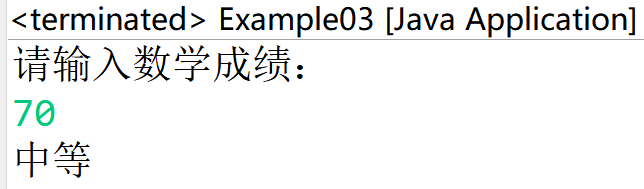 <terminated> Example03 [Java Application]
请输入数学成绩：
70
中等